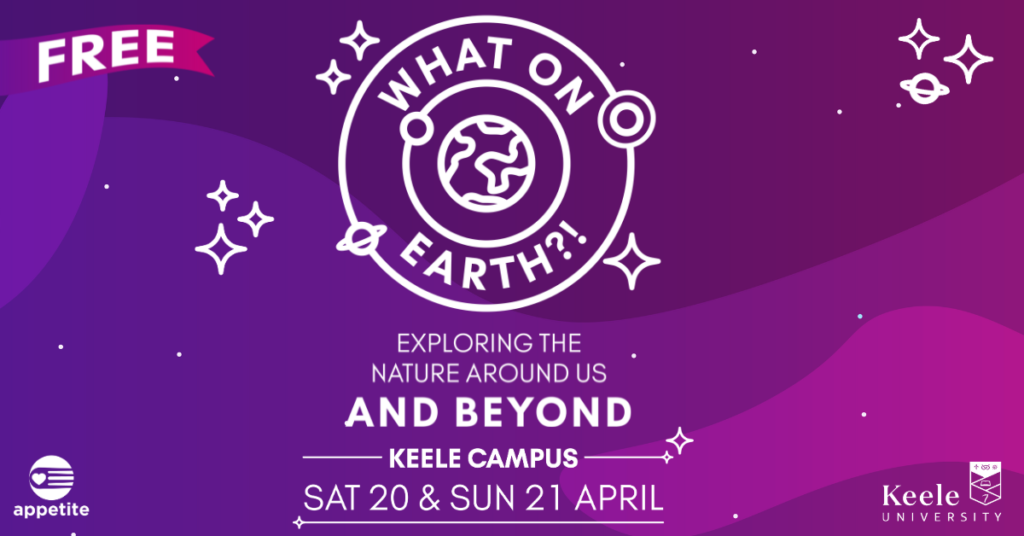 FREE
WHAT ON
EARTH?!
EXPLORING THE
NATURE AROUND US
AND BEYOND
KEELE CAMPUS
SAT 20 & SUN 21 APRIL
appetite
Keele
UNIVERSITY